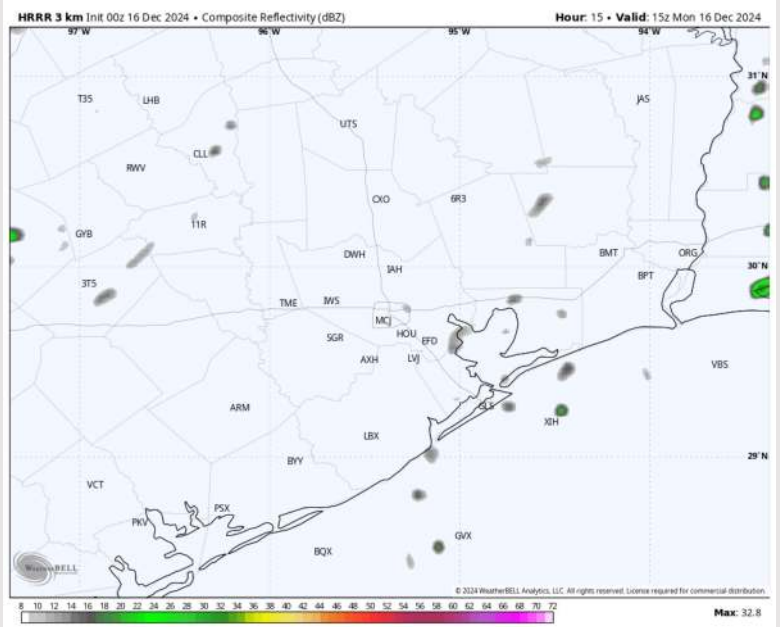 HRRR 3 km Init 00z 16 Dec 2024 • Composite Reflectivity (dBZ) Hour: 15 • Valid: 15z Mon 16 Dec 2024
97°W 96°W 95°W 94°W
31°N
T35 LHB JAS
UTS
CLL
RWV
CXO 6R3
11R
GYB
DWH BMT ORG
IAH 30°N
BPT
3T5
TME IWS
MCJ
SGR HOU EFD
AXH LVJ VBS
ARM GLS
XIH
LBX
BYY 29°N
VCT
PSX
PKV
GVX
BQX
WeatherBELL
© 2024 WeatherBELL Analytics, LLC. All rights reserved. License required for commercial distribution.
8 10 12 14 16 18 20 22 24 26 28 30 32 34 36 38 40 42 44 46 48 50 52 54 56 58 60 62 64 66 68 70 72 Max: 32.8